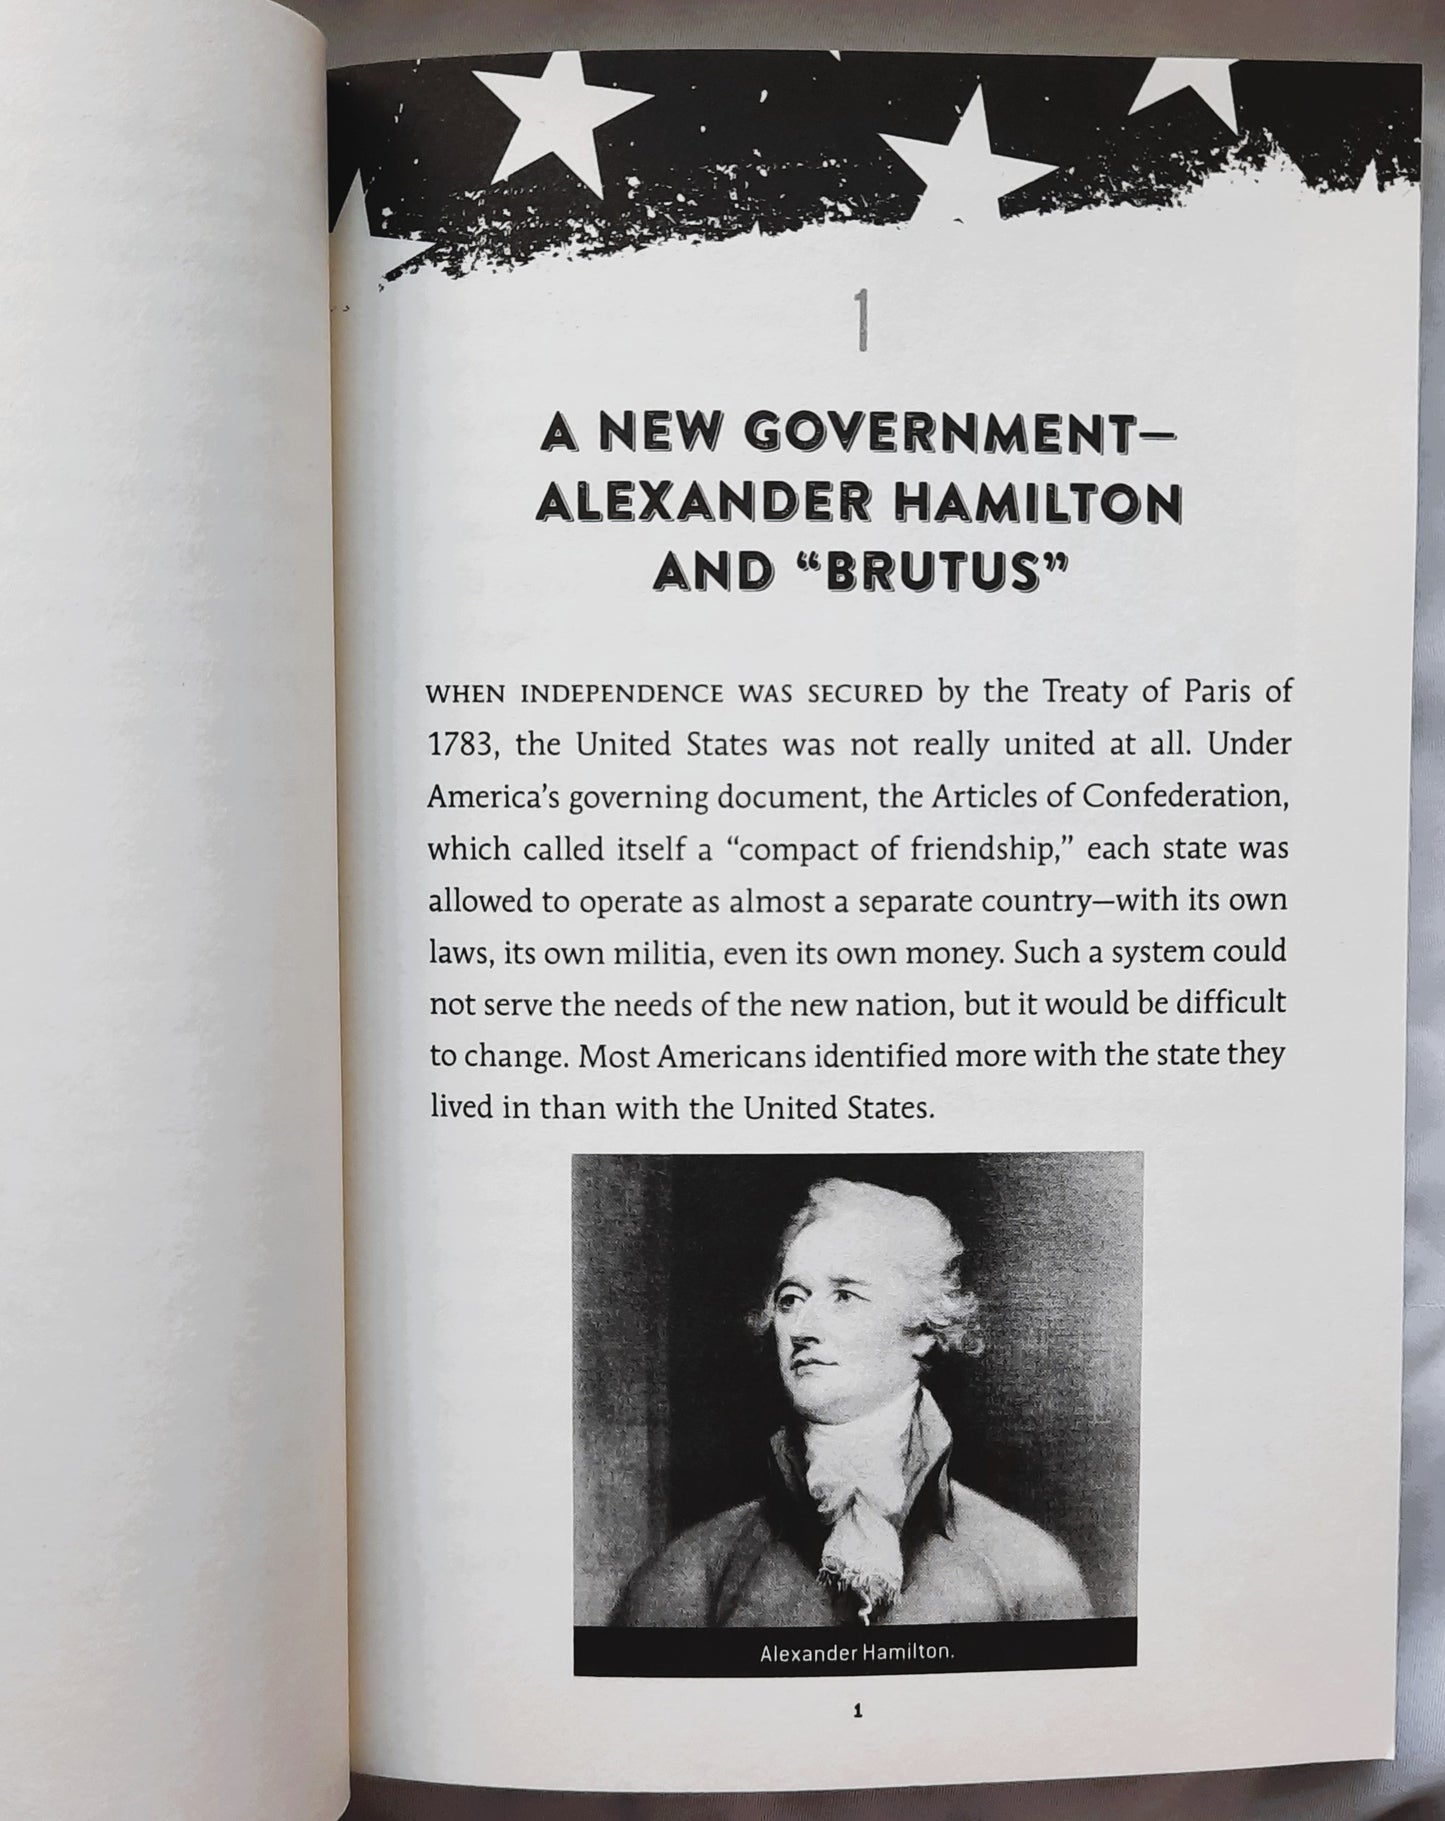 1
A NEW GOVERNMENT—
ALEXANDER HAMILTON
AND “BRUTUS”
WHEN INDEPENDENCE WAS SECURED by the Treaty of Paris of
1783, the United States was not really united at all. Under
America’s governing document, the Articles of Confederation,
which called itself a “compact of friendship,” each state was
allowed to operate as almost a separate country—with its own
laws, its own militia, even its own money. Such a system could
not serve the needs of the new nation, but it would be difficult
to change. Most Americans identified more with the state they
lived in than with the United States.
Alexander Hamilton.
1